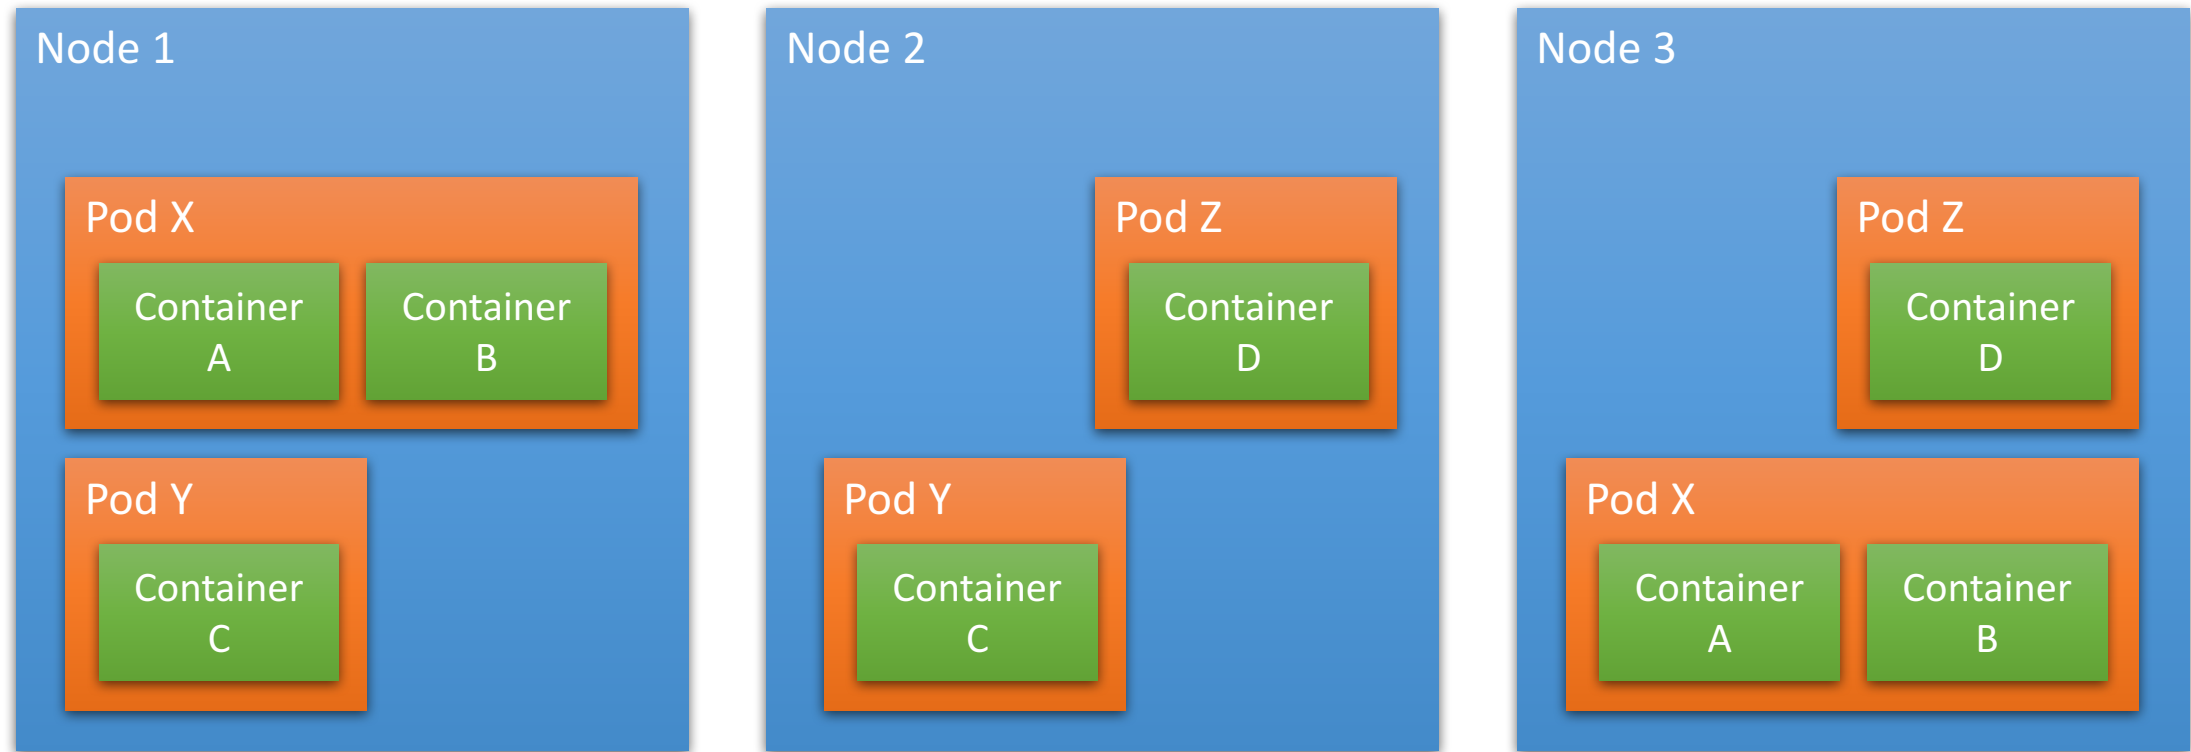 Node 1
Pod X
Container
A
Container
B
Pod Y
Container
C
Node 2
Pod Z
Container
D
Pod Y
Container
C
Node 3
Pod Z
Container
D
Pod X
Container
A
Container
B